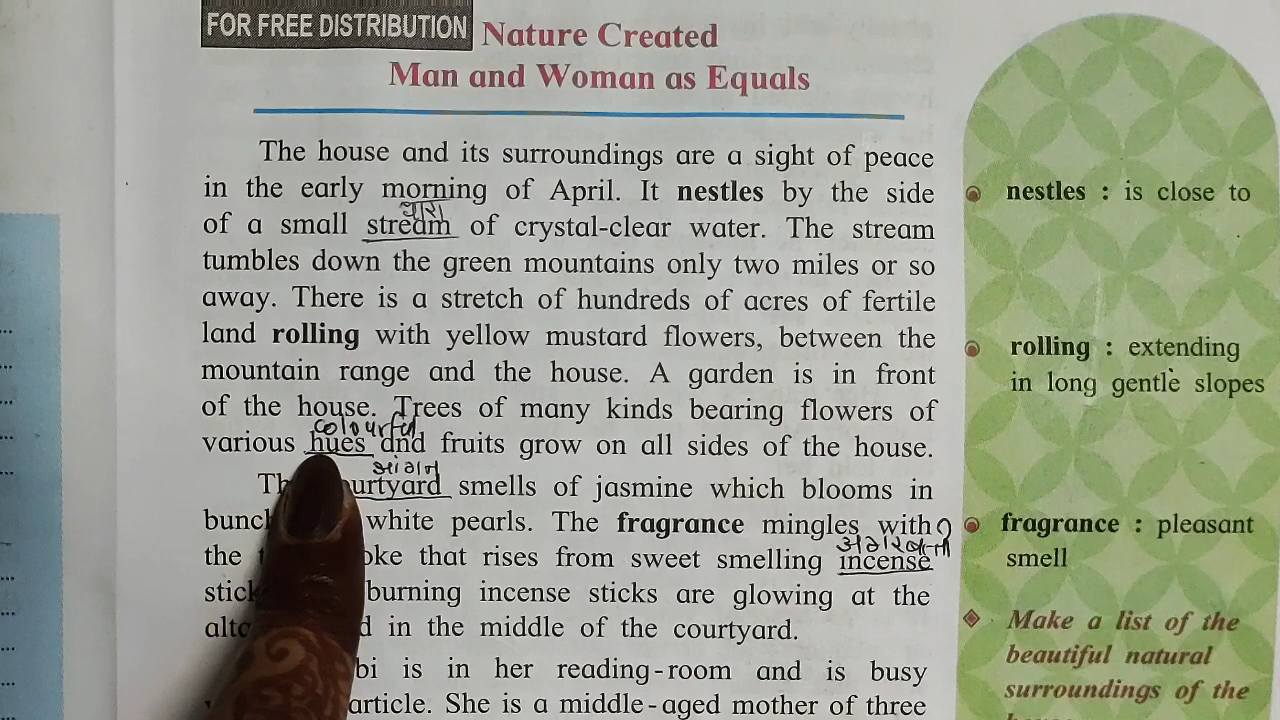 FOR FREE DISTRIBUTION
Nature Created
Man and Woman as Equals
The house and its surroundings are a sight of peace
in the early morning of April. It nestles by the side
धारा
of a small stream of crystal-clear water. The stream
tumbles down the green mountains only two miles or so
away. There is a stretch of hundreds of acres of fertile
land rolling with yellow mustard flowers, between the
mountain range and the house. A garden is in front
of the house. Trees of many kinds bearing flowers of
colourful
various hues and fruits grow on all sides of the house.
आंगन
smells of jasmine which blooms in
white pearls. The fragrance mingles with
अगरबत्ती
the that rises from sweet smelling incense
burning incense sticks are glowing at the
in the middle of the courtyard.
is in her reading-room and is busy
article. She is a middle-aged mother of three
nestles : is close to
rolling : extending
in long gentle slopes
fragrance : pleasant
smell
Make a list of the
beautiful natural
surroundings of the